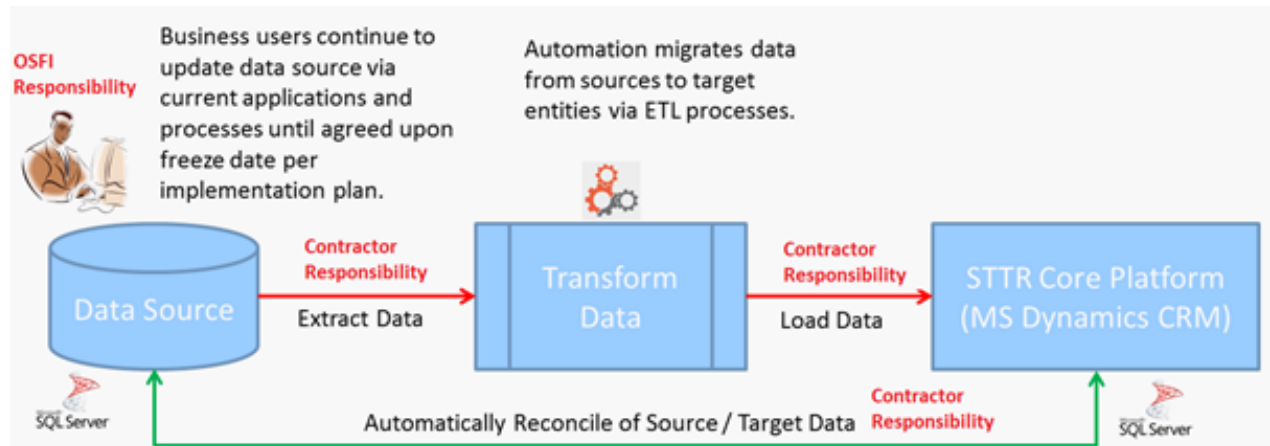 OSFI
Responsibility
Business users continue to
update data source via
current applications and
processes until agreed upon
freeze date per
implementation plan.
Automation migrates data
from sources to target
entities via ETL processes.
Data Source
Contractor
Responsibility
Extract Data
Transform
Data
Contractor
Responsibility
Load Data
STTR Core Platform
(MS Dynamics CRM)
SQL Server
Automatically Reconcile of Source / Target Data
Contractor
Responsibility
SQL Server